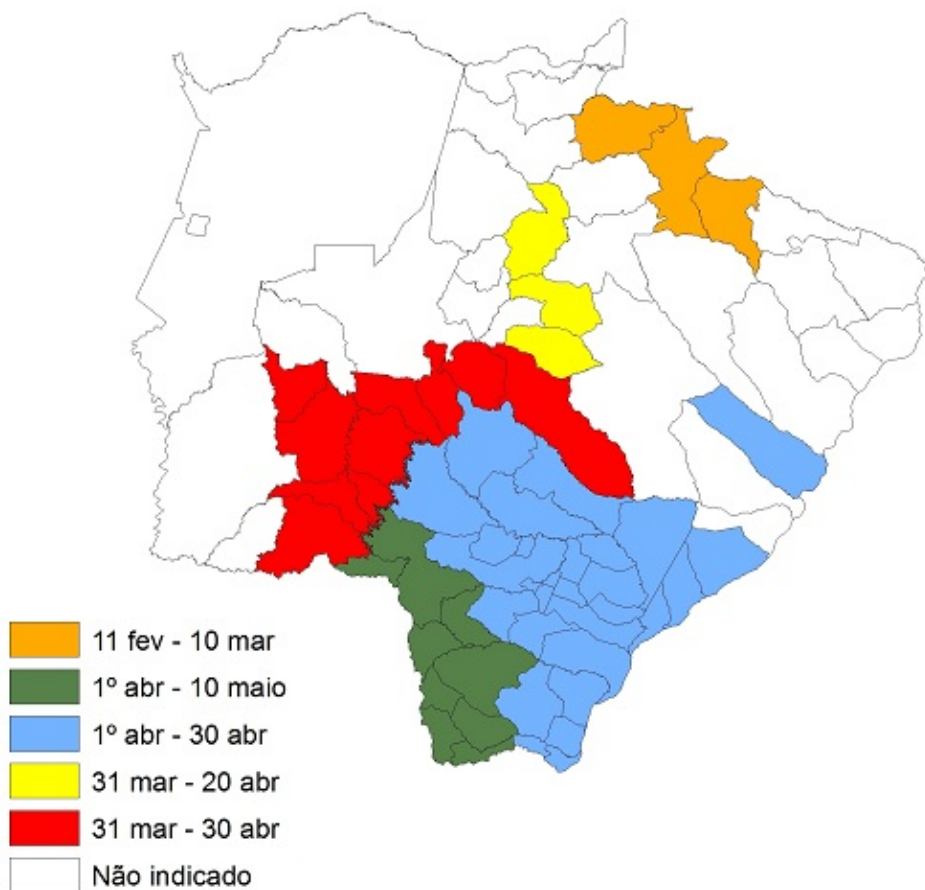 11 fev - 10 mar
1º abr - 10 maio
1º abr - 30 abr
31 mar - 20 abr
31 mar - 30 abr
Não indicado